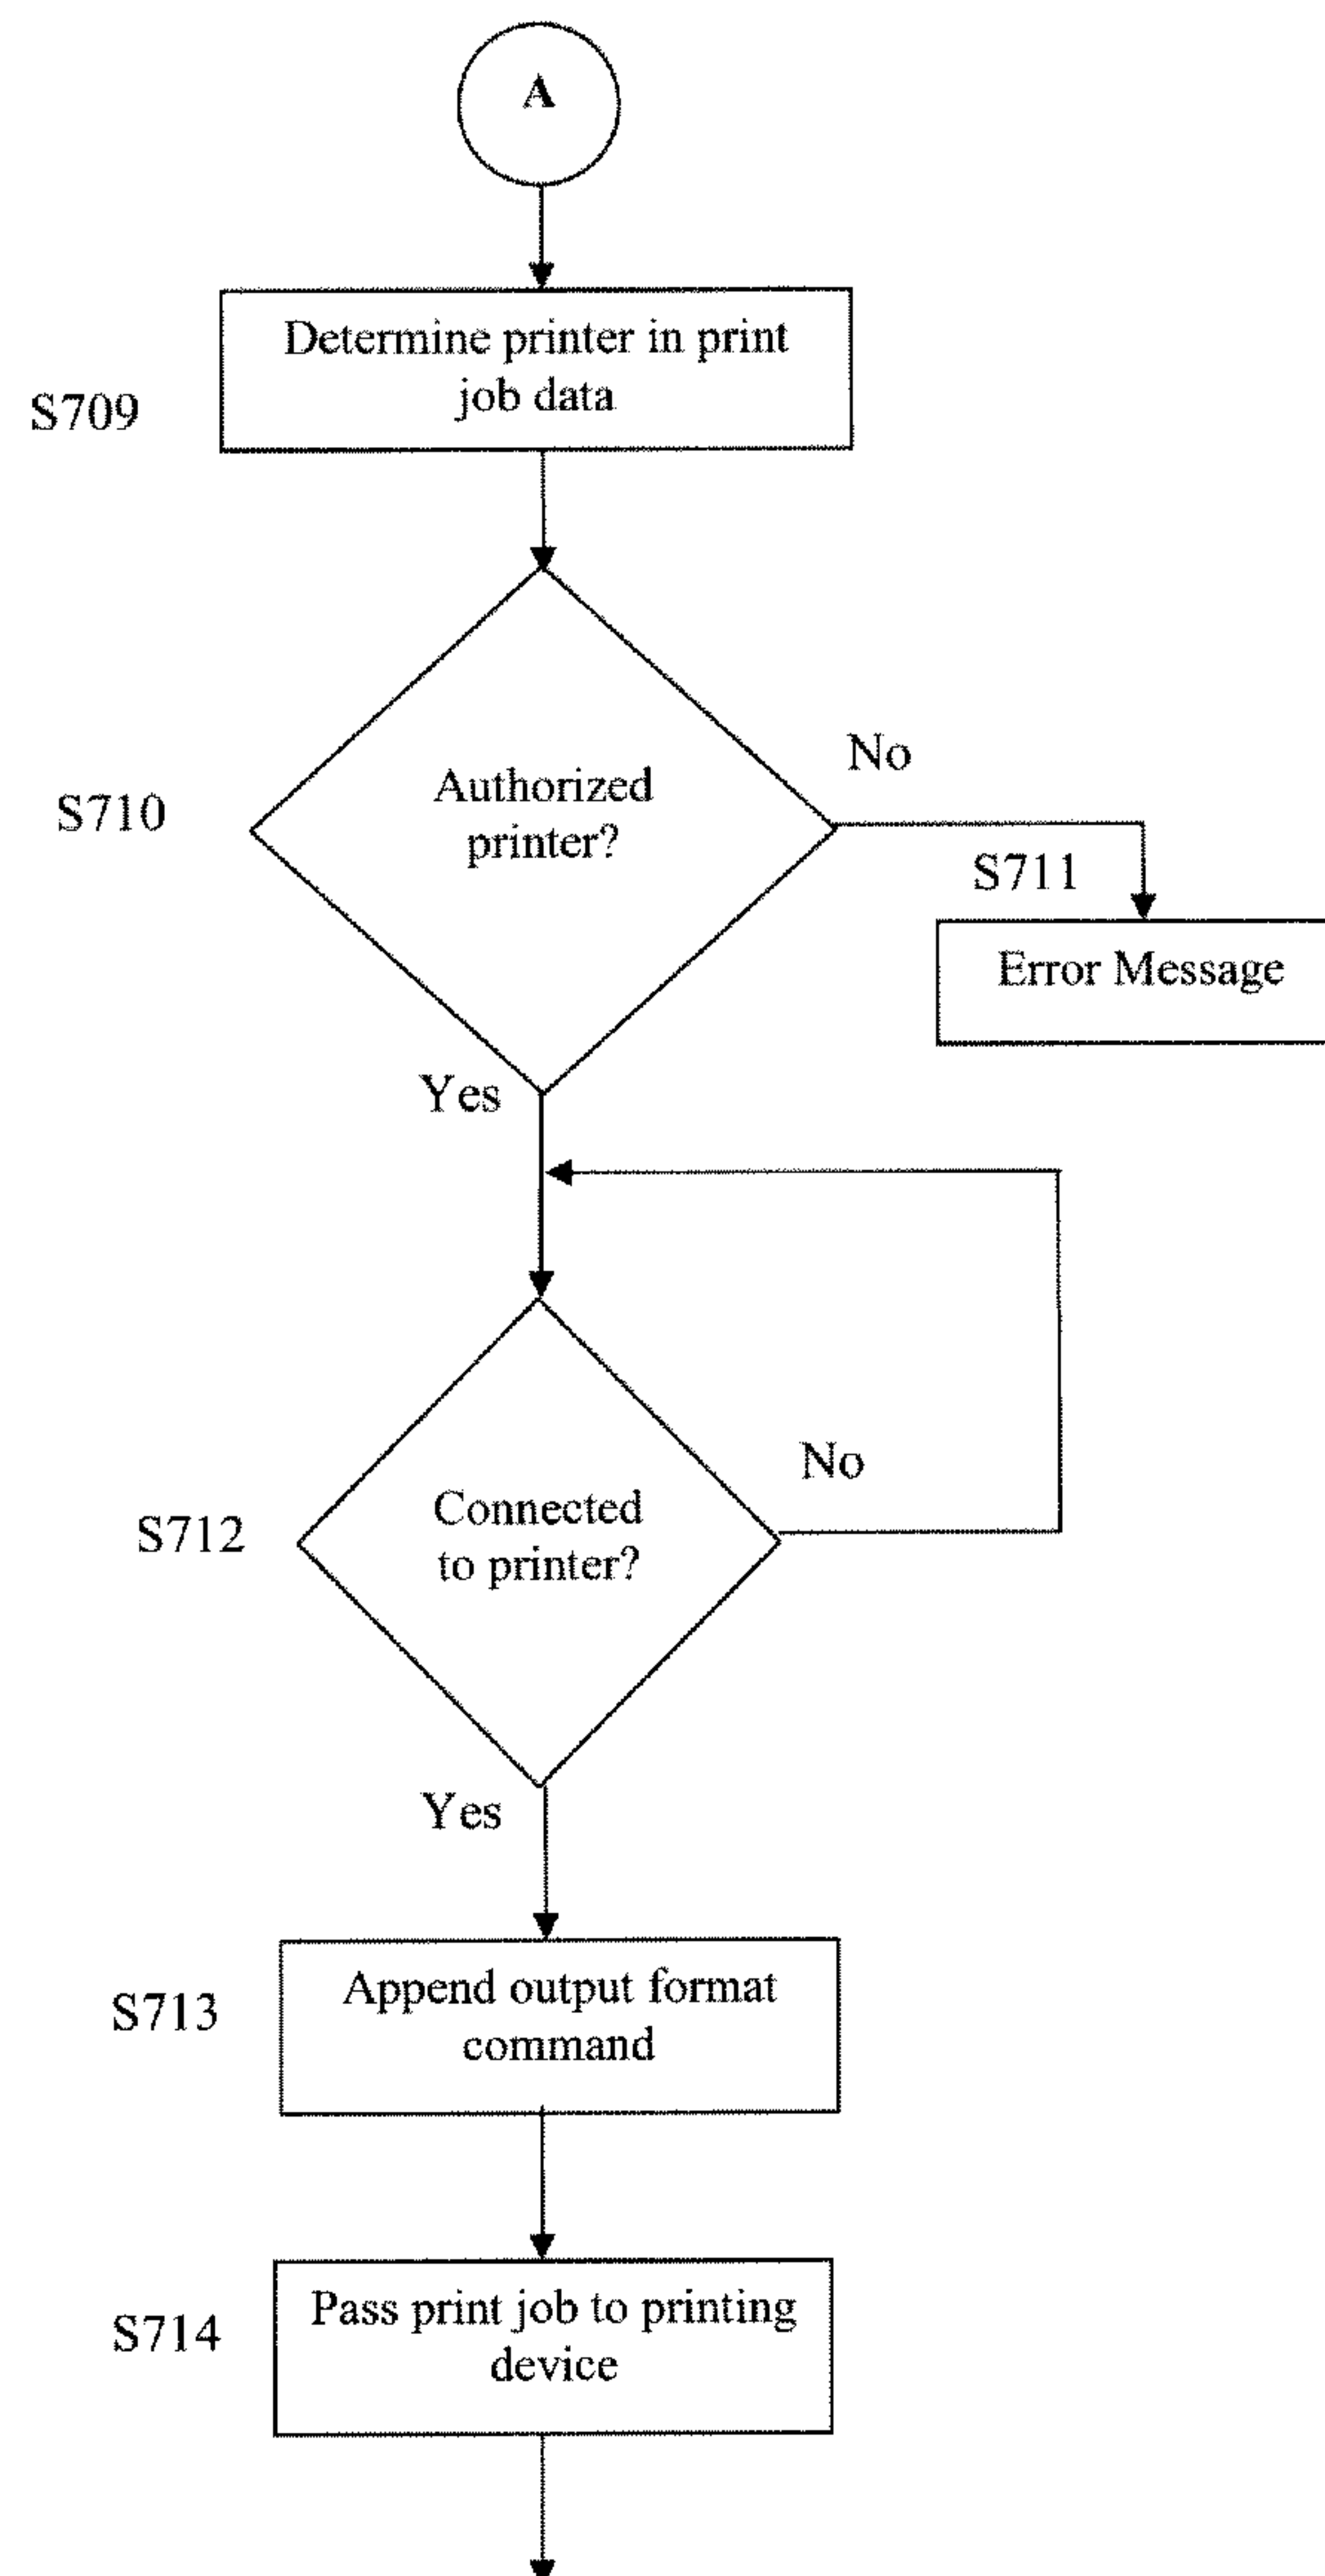 A
Determine printer in print
job data
S709
Authorized
printer?
No
S710
S711
Error Message
Yes
Connected
to printer?
No
S712
Yes
Append output format
command
S713
Pass print job to printing
device
S714